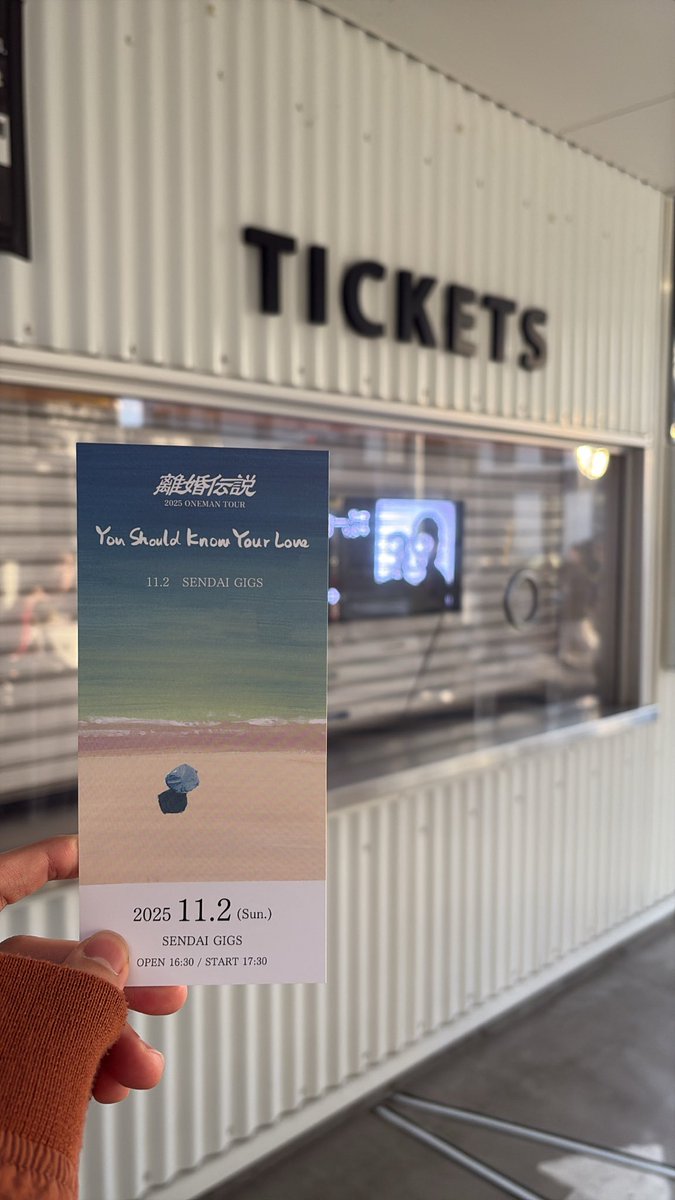 TICKETS
離婚伝説
2025 ONEMAN TOUR
You Should Know Your Love
11.2 SENDAI GIGS
2025 11.2 (Sun.)
SENDAI GIGS
OPEN 16:30 / START 17:30